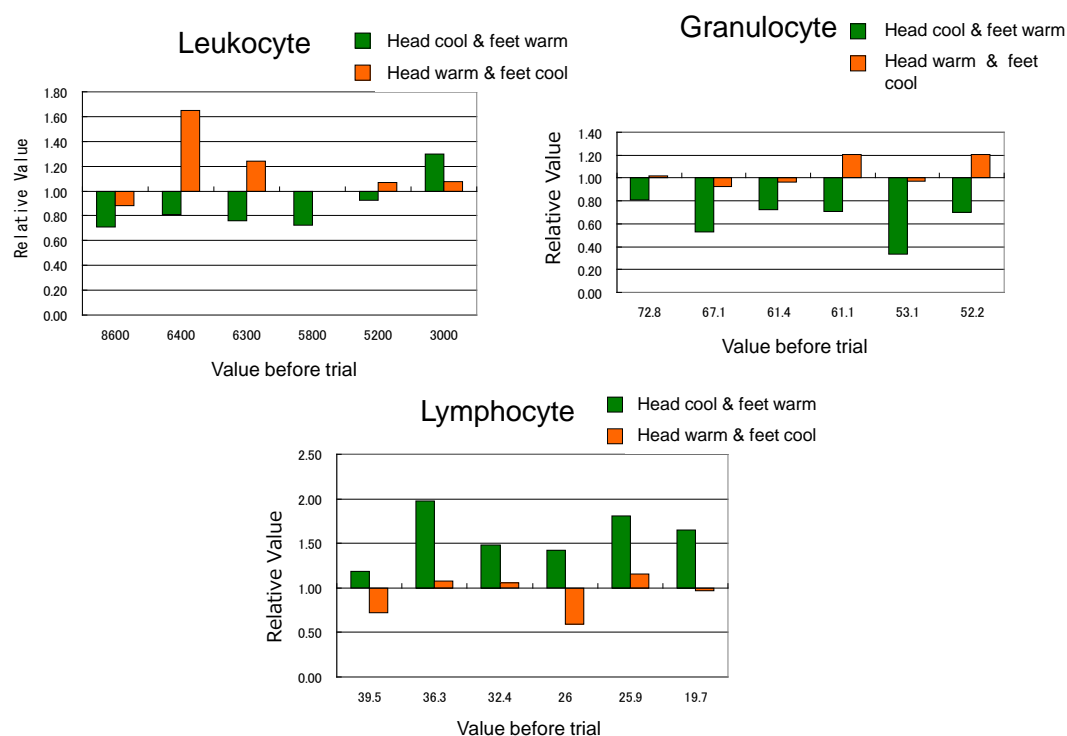 Leukocyte
Head cool & feet warm
Head warm & feet cool
Relative Value
1.80
1.60
1.40
1.20
1.00
0.80
0.60
0.40
0.20
0.00
8600 6400 6300 5800 5200 3000
Value before trial
Granulocyte
Head cool & feet warm
Head warm & feet
cool
Relative Value
1.40
1.20
1.00
0.80
0.60
0.40
0.20
0.00
72.8 67.1 61.4 61.1 53.1 52.2
Value before trial
Lymphocyte
Head cool & feet warm
Head warm & feet cool
Relative Value
2.50
2.00
1.50
1.00
0.50
0.00
39.5 36.3 32.4 26 25.9 19.7
Value before trial